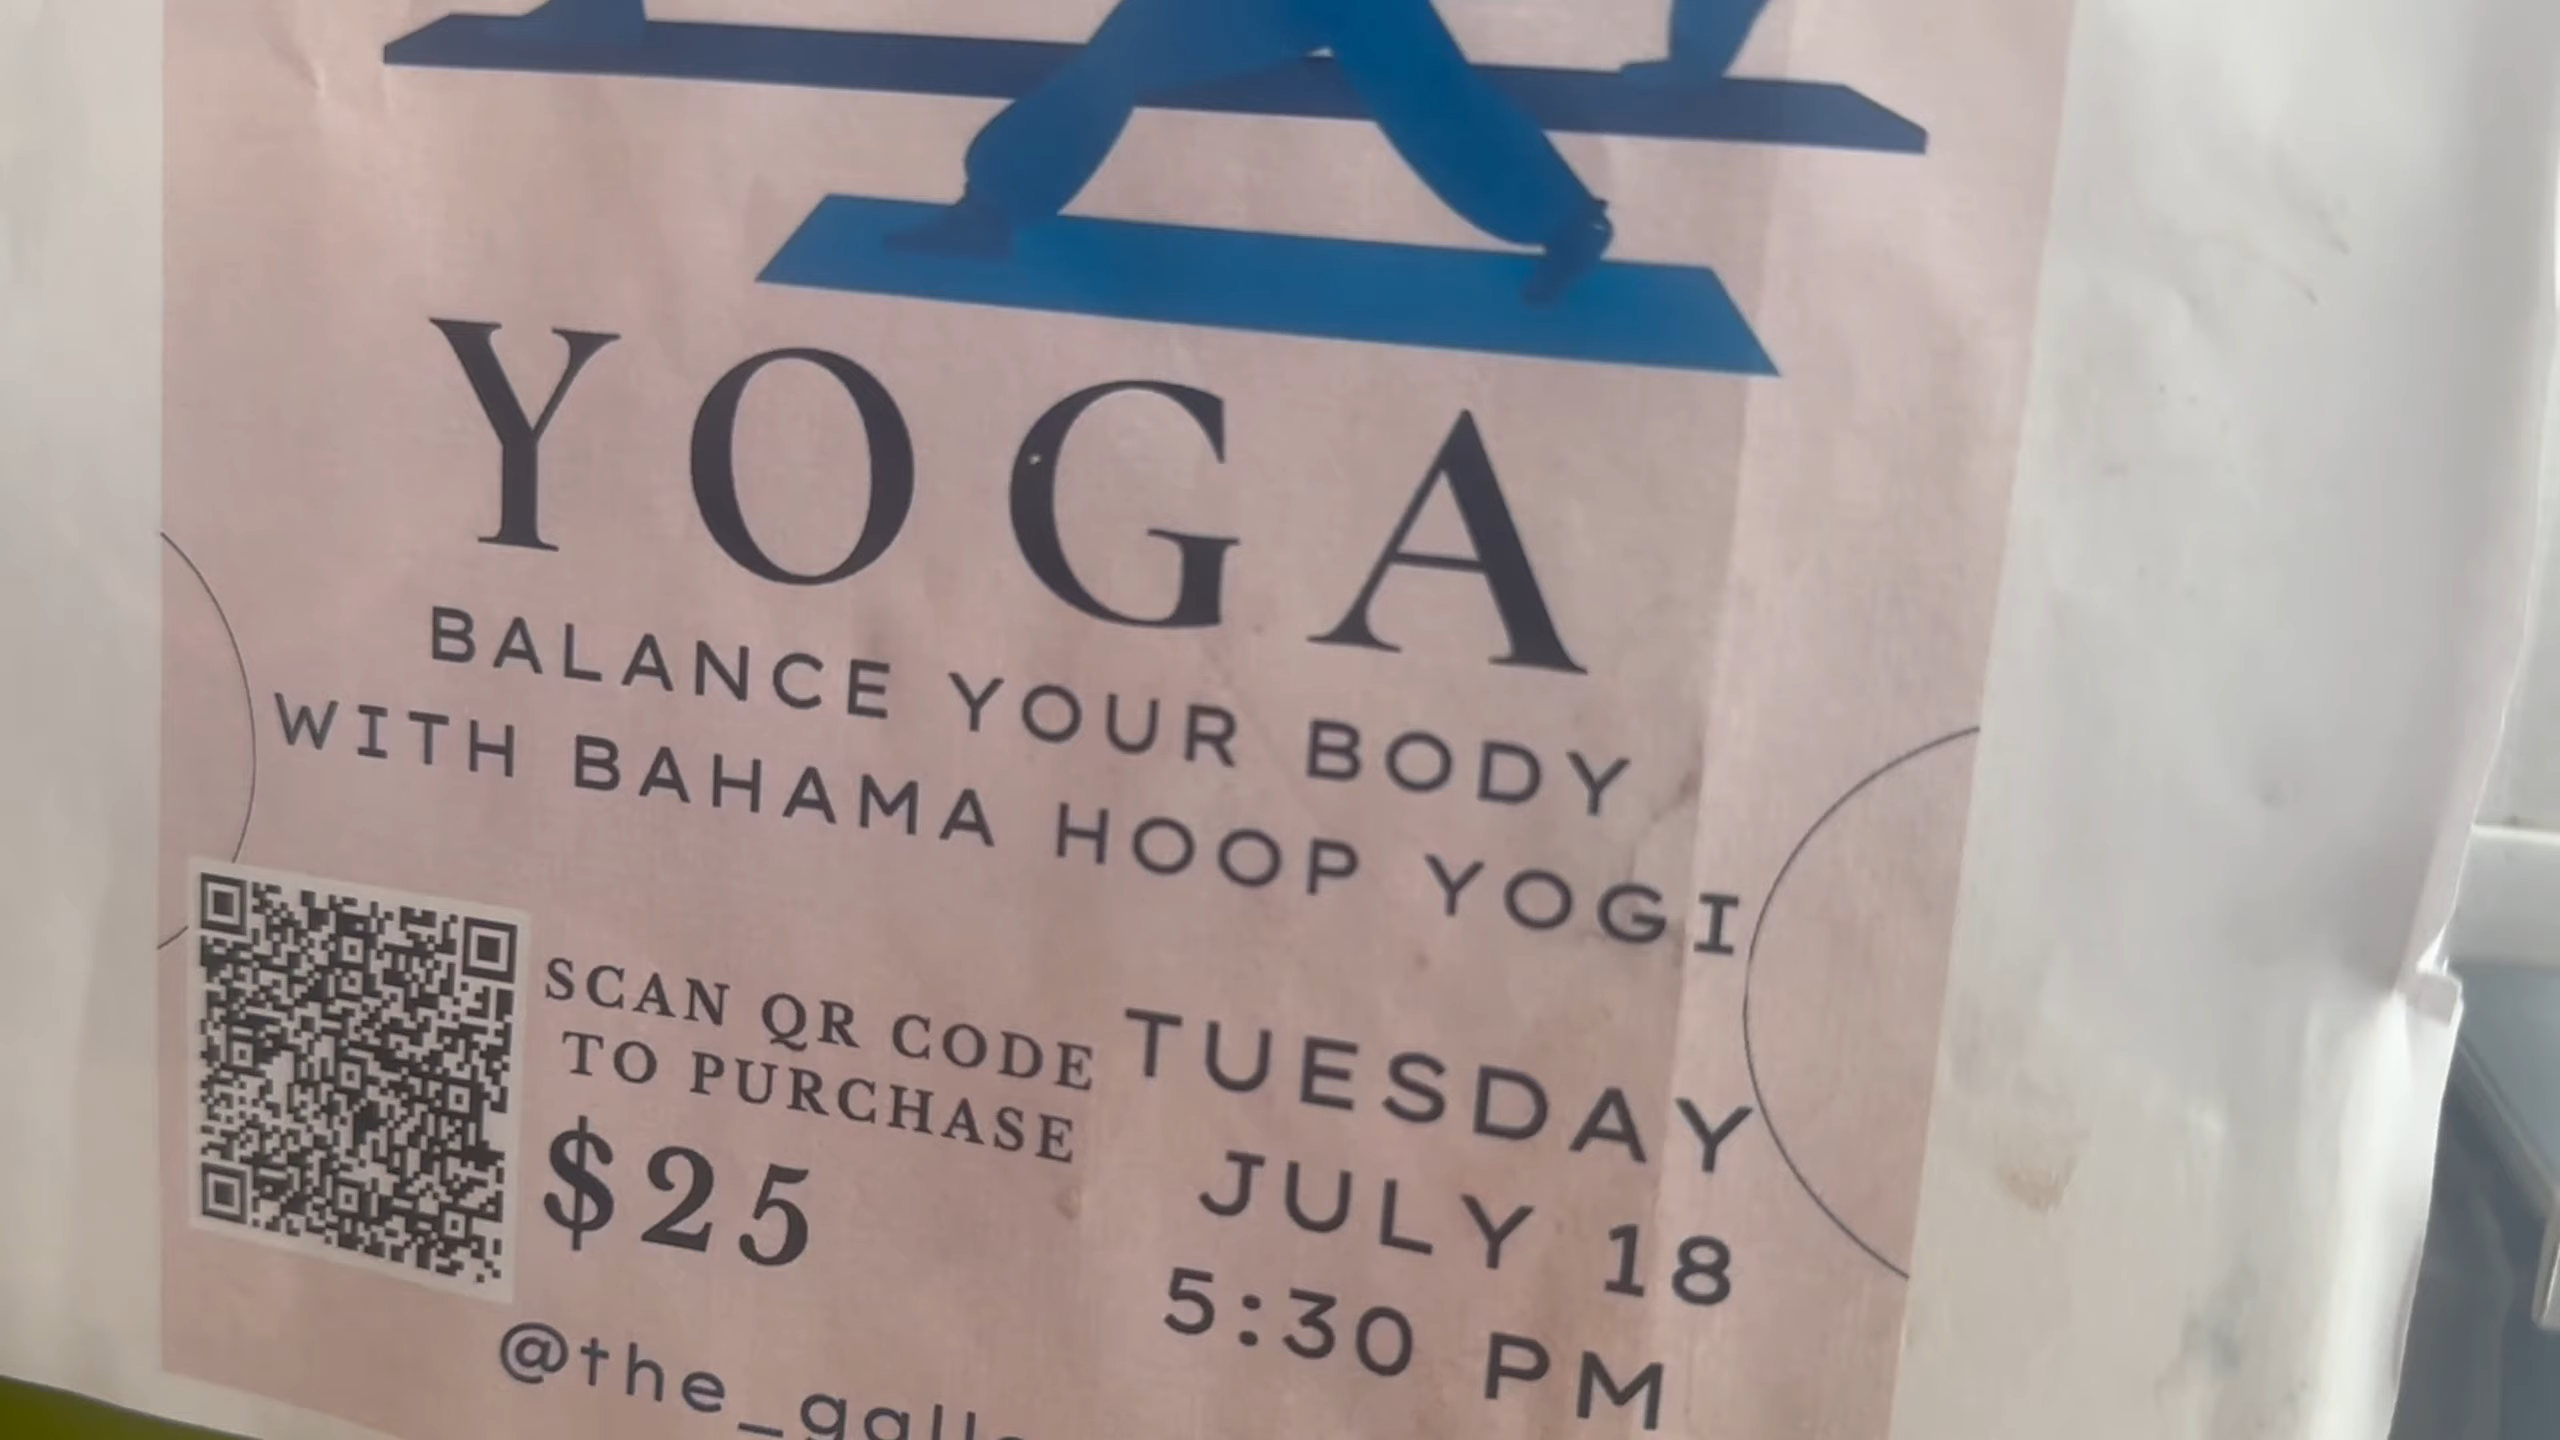 YOGA
BALANCE YOUR BODY
WITH BAHAMA HOOP YOGI
SCAN QR CODE
TO PURCHASE
$25
TUESDAY
JULY 18
5:30 PM